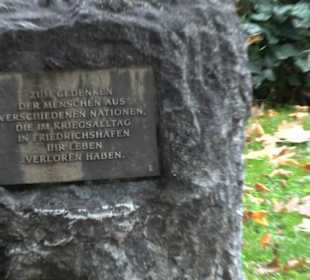 ZUM GEDENKEN
DER MENSCHEN AUS
VERSCHIEDENEN NATIONEN,
DIE IM KRIEGSALLTAG
IN FRIEDRICHSHAFEN
IHR LEBEN
VERLOREN HABEN.